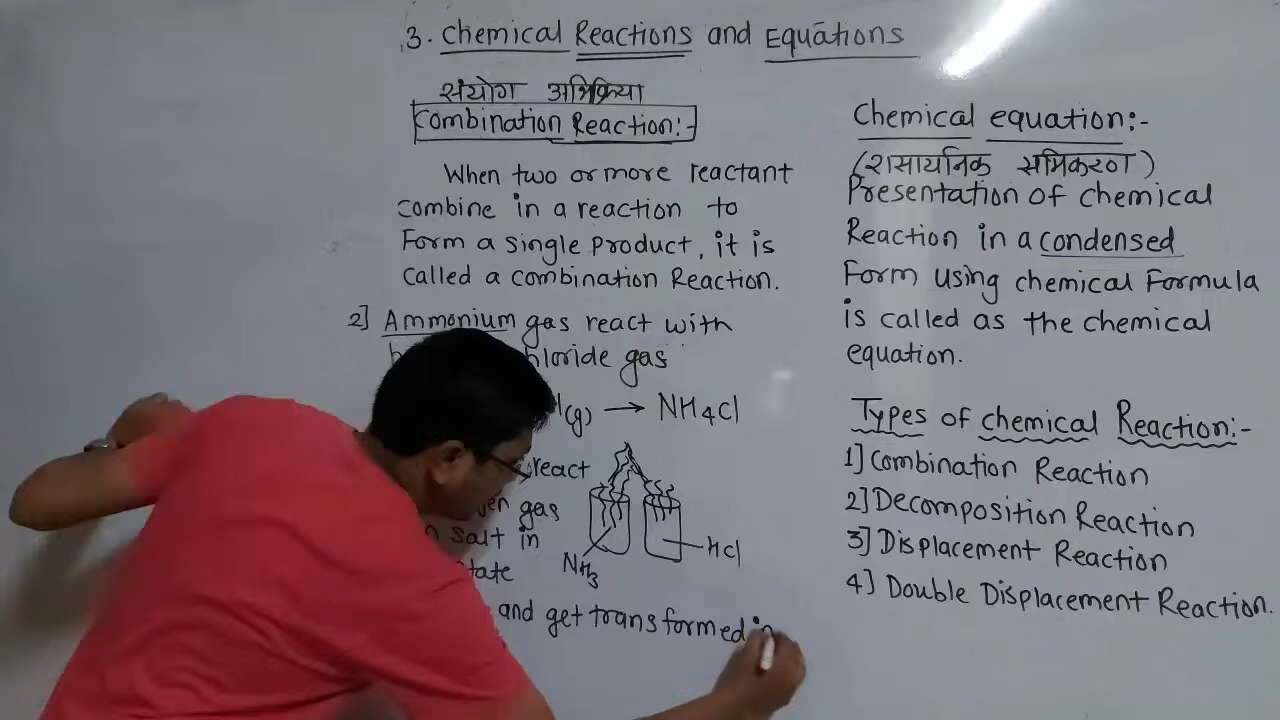 3. Chemical Reactions and Equations
संयोग अभिक्रिया
Combination Reaction:-
When two or more reactant
combine in a reaction to
Form a single product, it is
called a combination Reaction.
2] Ammonium gas react with
gas
(g) → NH4Cl
react
gas
salt in
NH3
HCl
and get transformed
Chemical equation:-
(रासायनिक समिकरण)
Presentation of chemical
Reaction in a condensed
Form using chemical Formula
is called as the chemical
equation.
Types of chemical Reaction:-
1] Combination Reaction
2] Decomposition Reaction
3] Displacement Reaction
4] Double Displacement Reaction.